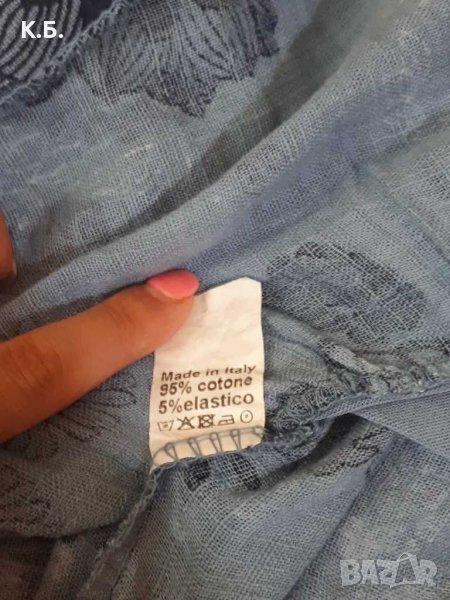 К.Б.
Made in Italy
95% cotone
5%elastico
BAZAR